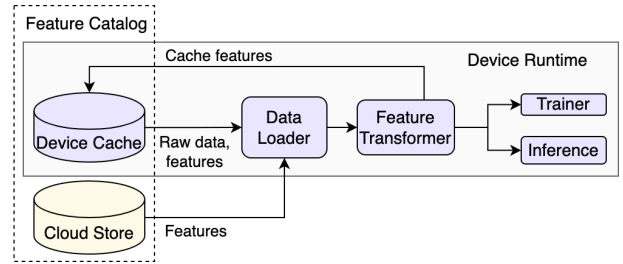 Feature Catalog
Cache features
Device Runtime
Device Cache
Raw data,
features
Data
Loader
Feature
Transformer
Trainer
Inference
Cloud Store
Features